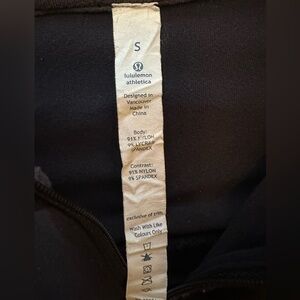 S
lululemon
athletica
Designed in
Vancouver
Made in
China
Body:
91% NYLON
9% LYCRA®
SPANDEX
Contrast:
91% NYLON
9% SPANDEX
exclusive of trim
Wash With Like
Colours Only